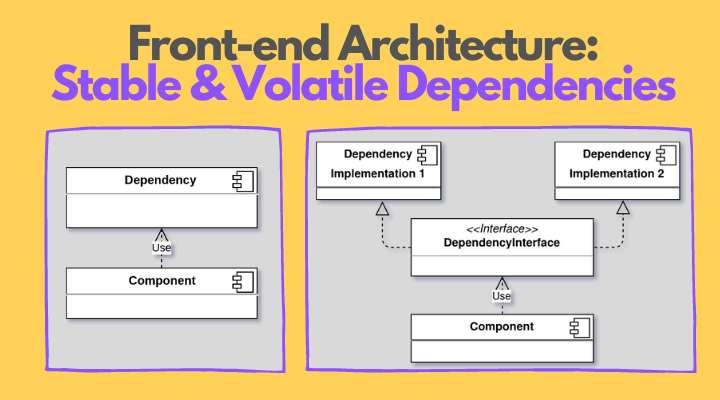 Front-end Architecture:
Stable & Volatile Dependencies
Dependency
Use
Component
Dependency
Implementation 1
Dependency
Implementation 2
<<Interface>>
DependencyInterface
Use
Component